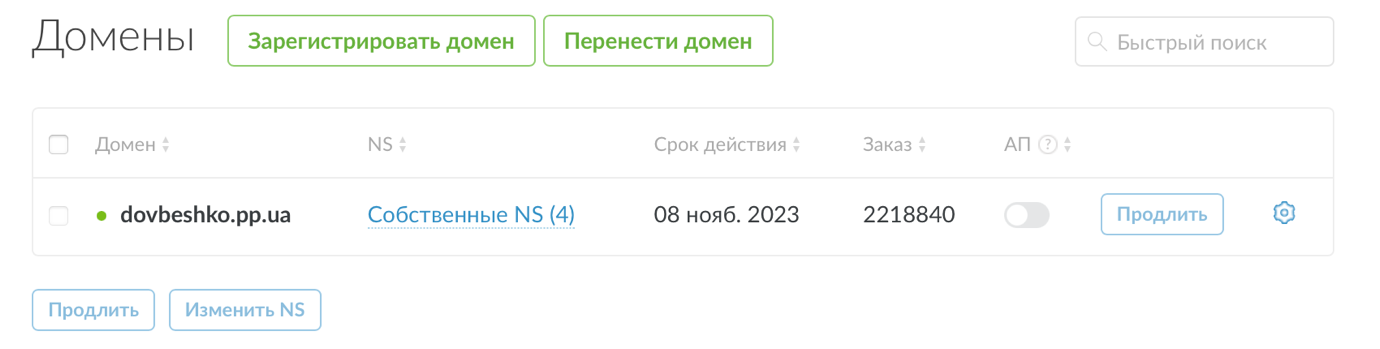 Домены Зарегистрировать домен Перенести домен Быстрый поиск
Домен NS Срок действия Заказ АП ?
dovbeshko.pp.ua Собственные NS (4) 08 нояб. 2023 2218840 Продлить
Продлить Изменить NS